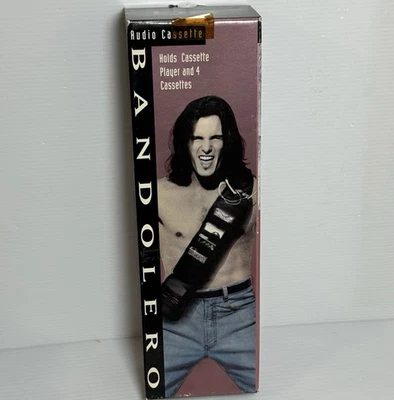 Audio Cassette
BANDOLERO
Holds Cassette
Player and 4
Cassettes